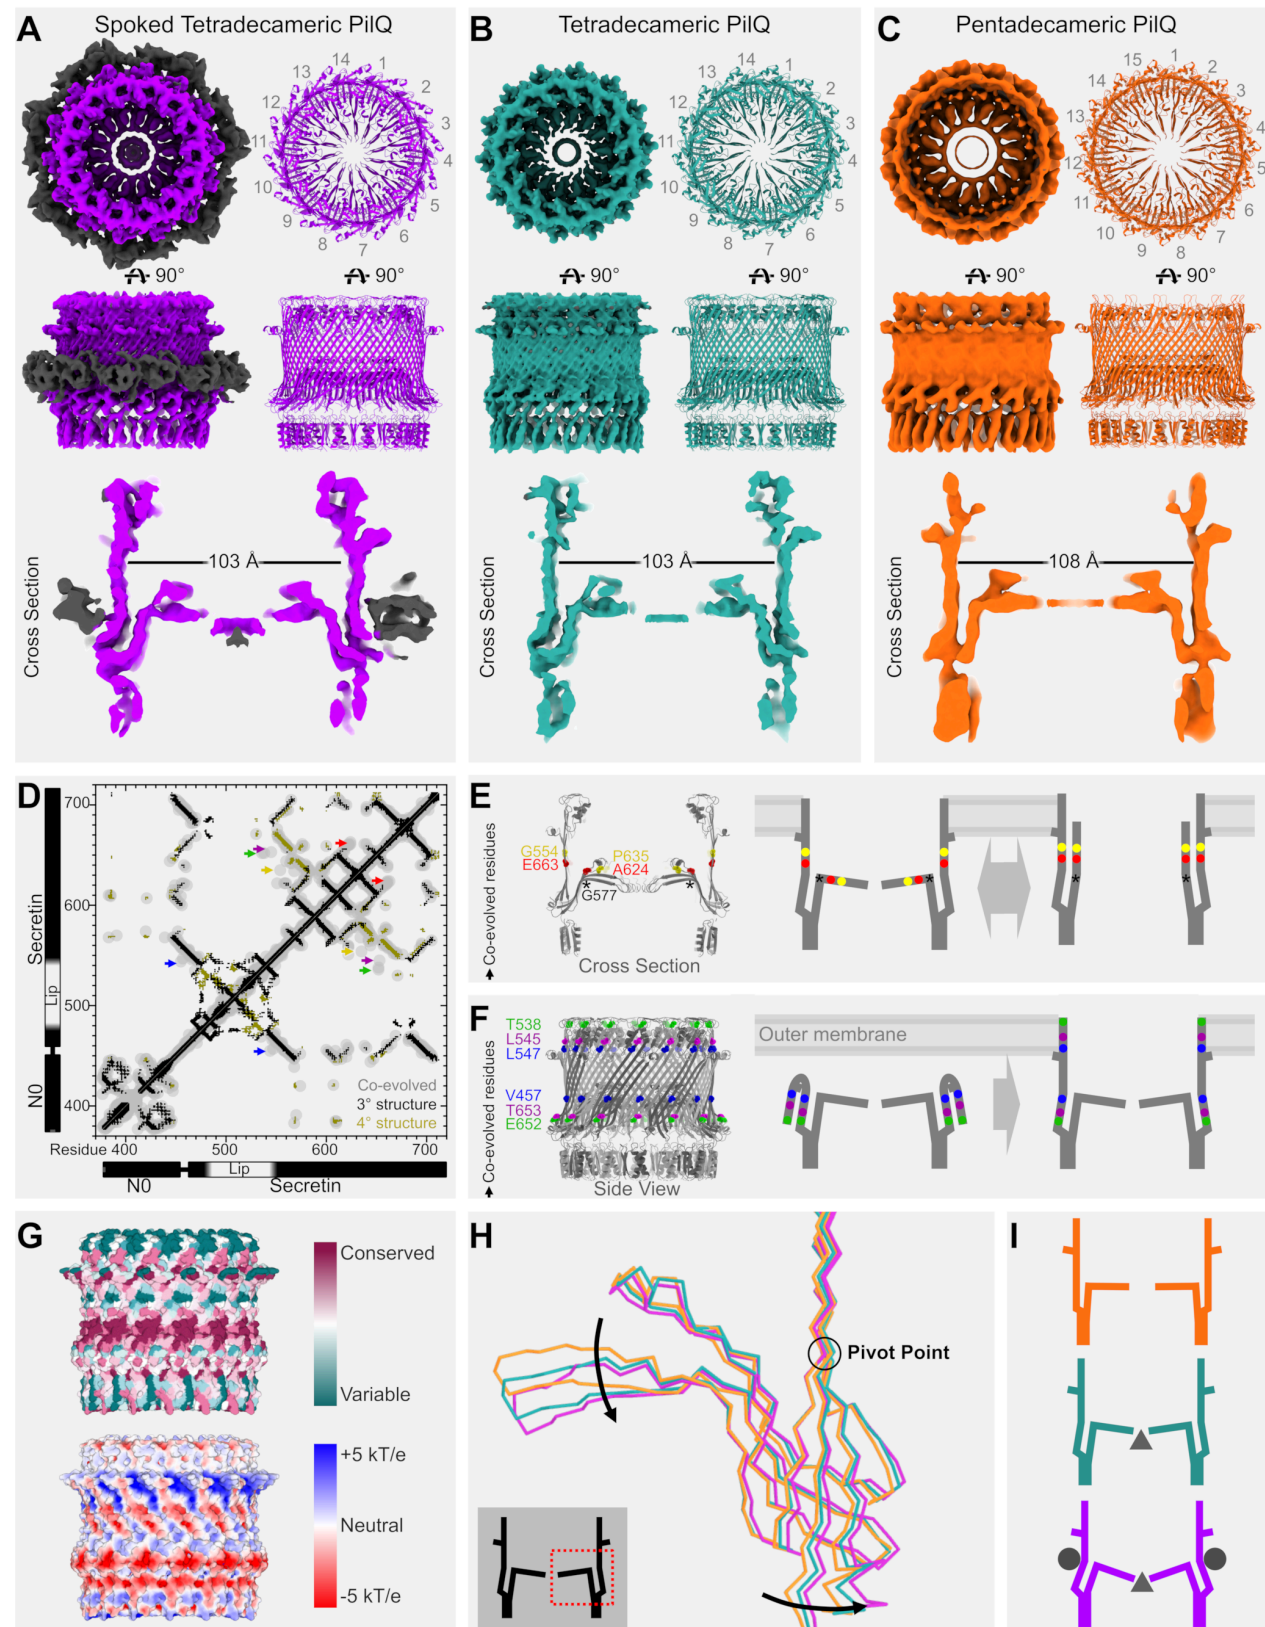 A Spoked Tetradecameric PilQ
14 1 2 3 4 5 6 7 8 9 10 11 12 13
90° 90°
103 Å
Cross Section
B Tetradecameric PilQ
14 1 2 3 4 5 6 7 8 9 10 11 12 13
90° 90°
103 Å
Cross Section
C Pentadecameric PilQ
15 1 2 3 4 5 6 7 8 9 10 11 12 13 14
90° 90°
108 Å
Cross Section
D
700
600
500
400
Secretin
Lip
N0
Co-evolved
3° structure
4° structure
Residue 400 500 600 700
Lip
N0 Secretin
E
Co-evolved residues
G554 P635
E663 A624
*
*
G577
Cross Section
* *
* *
F
Co-evolved residues
T538
L545
L547
V457
T653
E652
Side View
Outer membrane
G
Conserved
Variable
+5 kT/e
Neutral
-5 kT/e
H
Pivot Point
I